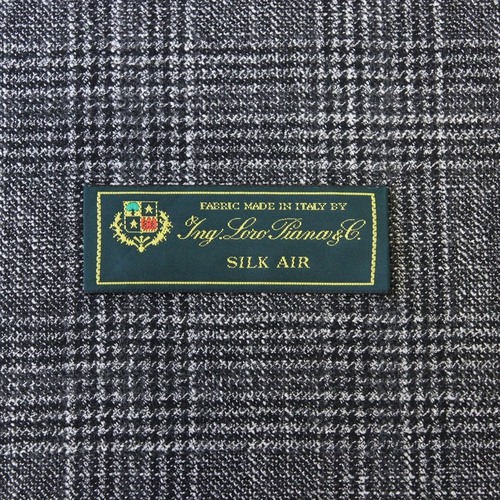 FABRIC MADE IN ITALY BY
Ing. Loro Piana & C.
SILK AIR